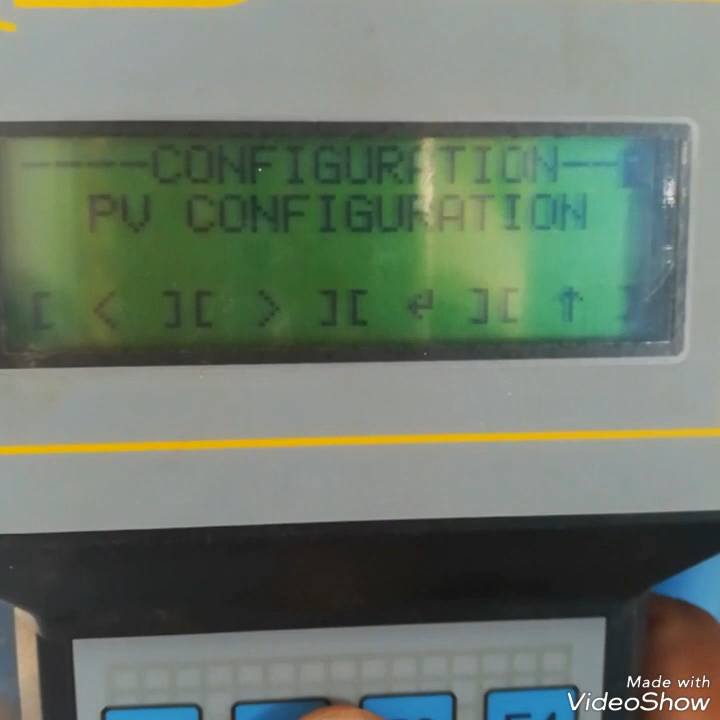 ----CONFIGURATION--
PV CONFIGURATION
[ < ][ > ][ ↵ ][ ↑ ]
Made with
VideoShow